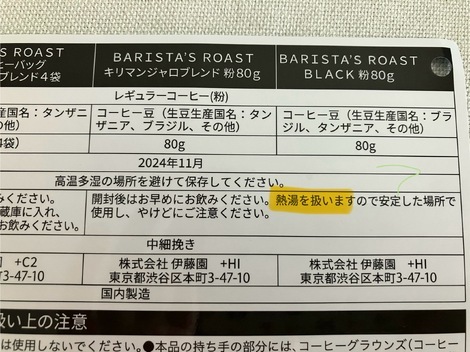 'S ROAST
ヒーバッグ
ブレンド4袋
BARISTA'S ROAST
キリマンジャロブレンド 粉80g
BARISTA'S ROAST
BLACK 粉80g
レギュラーコーヒー(粉)
産国名：タンザニ
の他)
コーヒー豆（生豆生産国名：タン
ザニア、ブラジル、その他）
コーヒー豆（生豆生産国名：ブラ
ジル、タンザニア、その他）
4袋）
80g
80g
2024年11月
高温多湿の場所を避けて保存してください。
みください。
蔵庫に入れ、
お飲みください。
開封後はお早めにお飲みください。熱湯を扱いますので安定した場所で
使用し、やけどにご注意ください。
中細挽き
園 +C2
町3-47-10
株式会社 伊藤園 +HI
東京都渋谷区本町3-47-10
株式会社 伊藤園 +HI
東京都渋谷区本町3-47-10
国内製造
扱い上の注意
は使用しないでください。●本品の持ち手の部分には、コーヒーグラウンズ(コーヒー